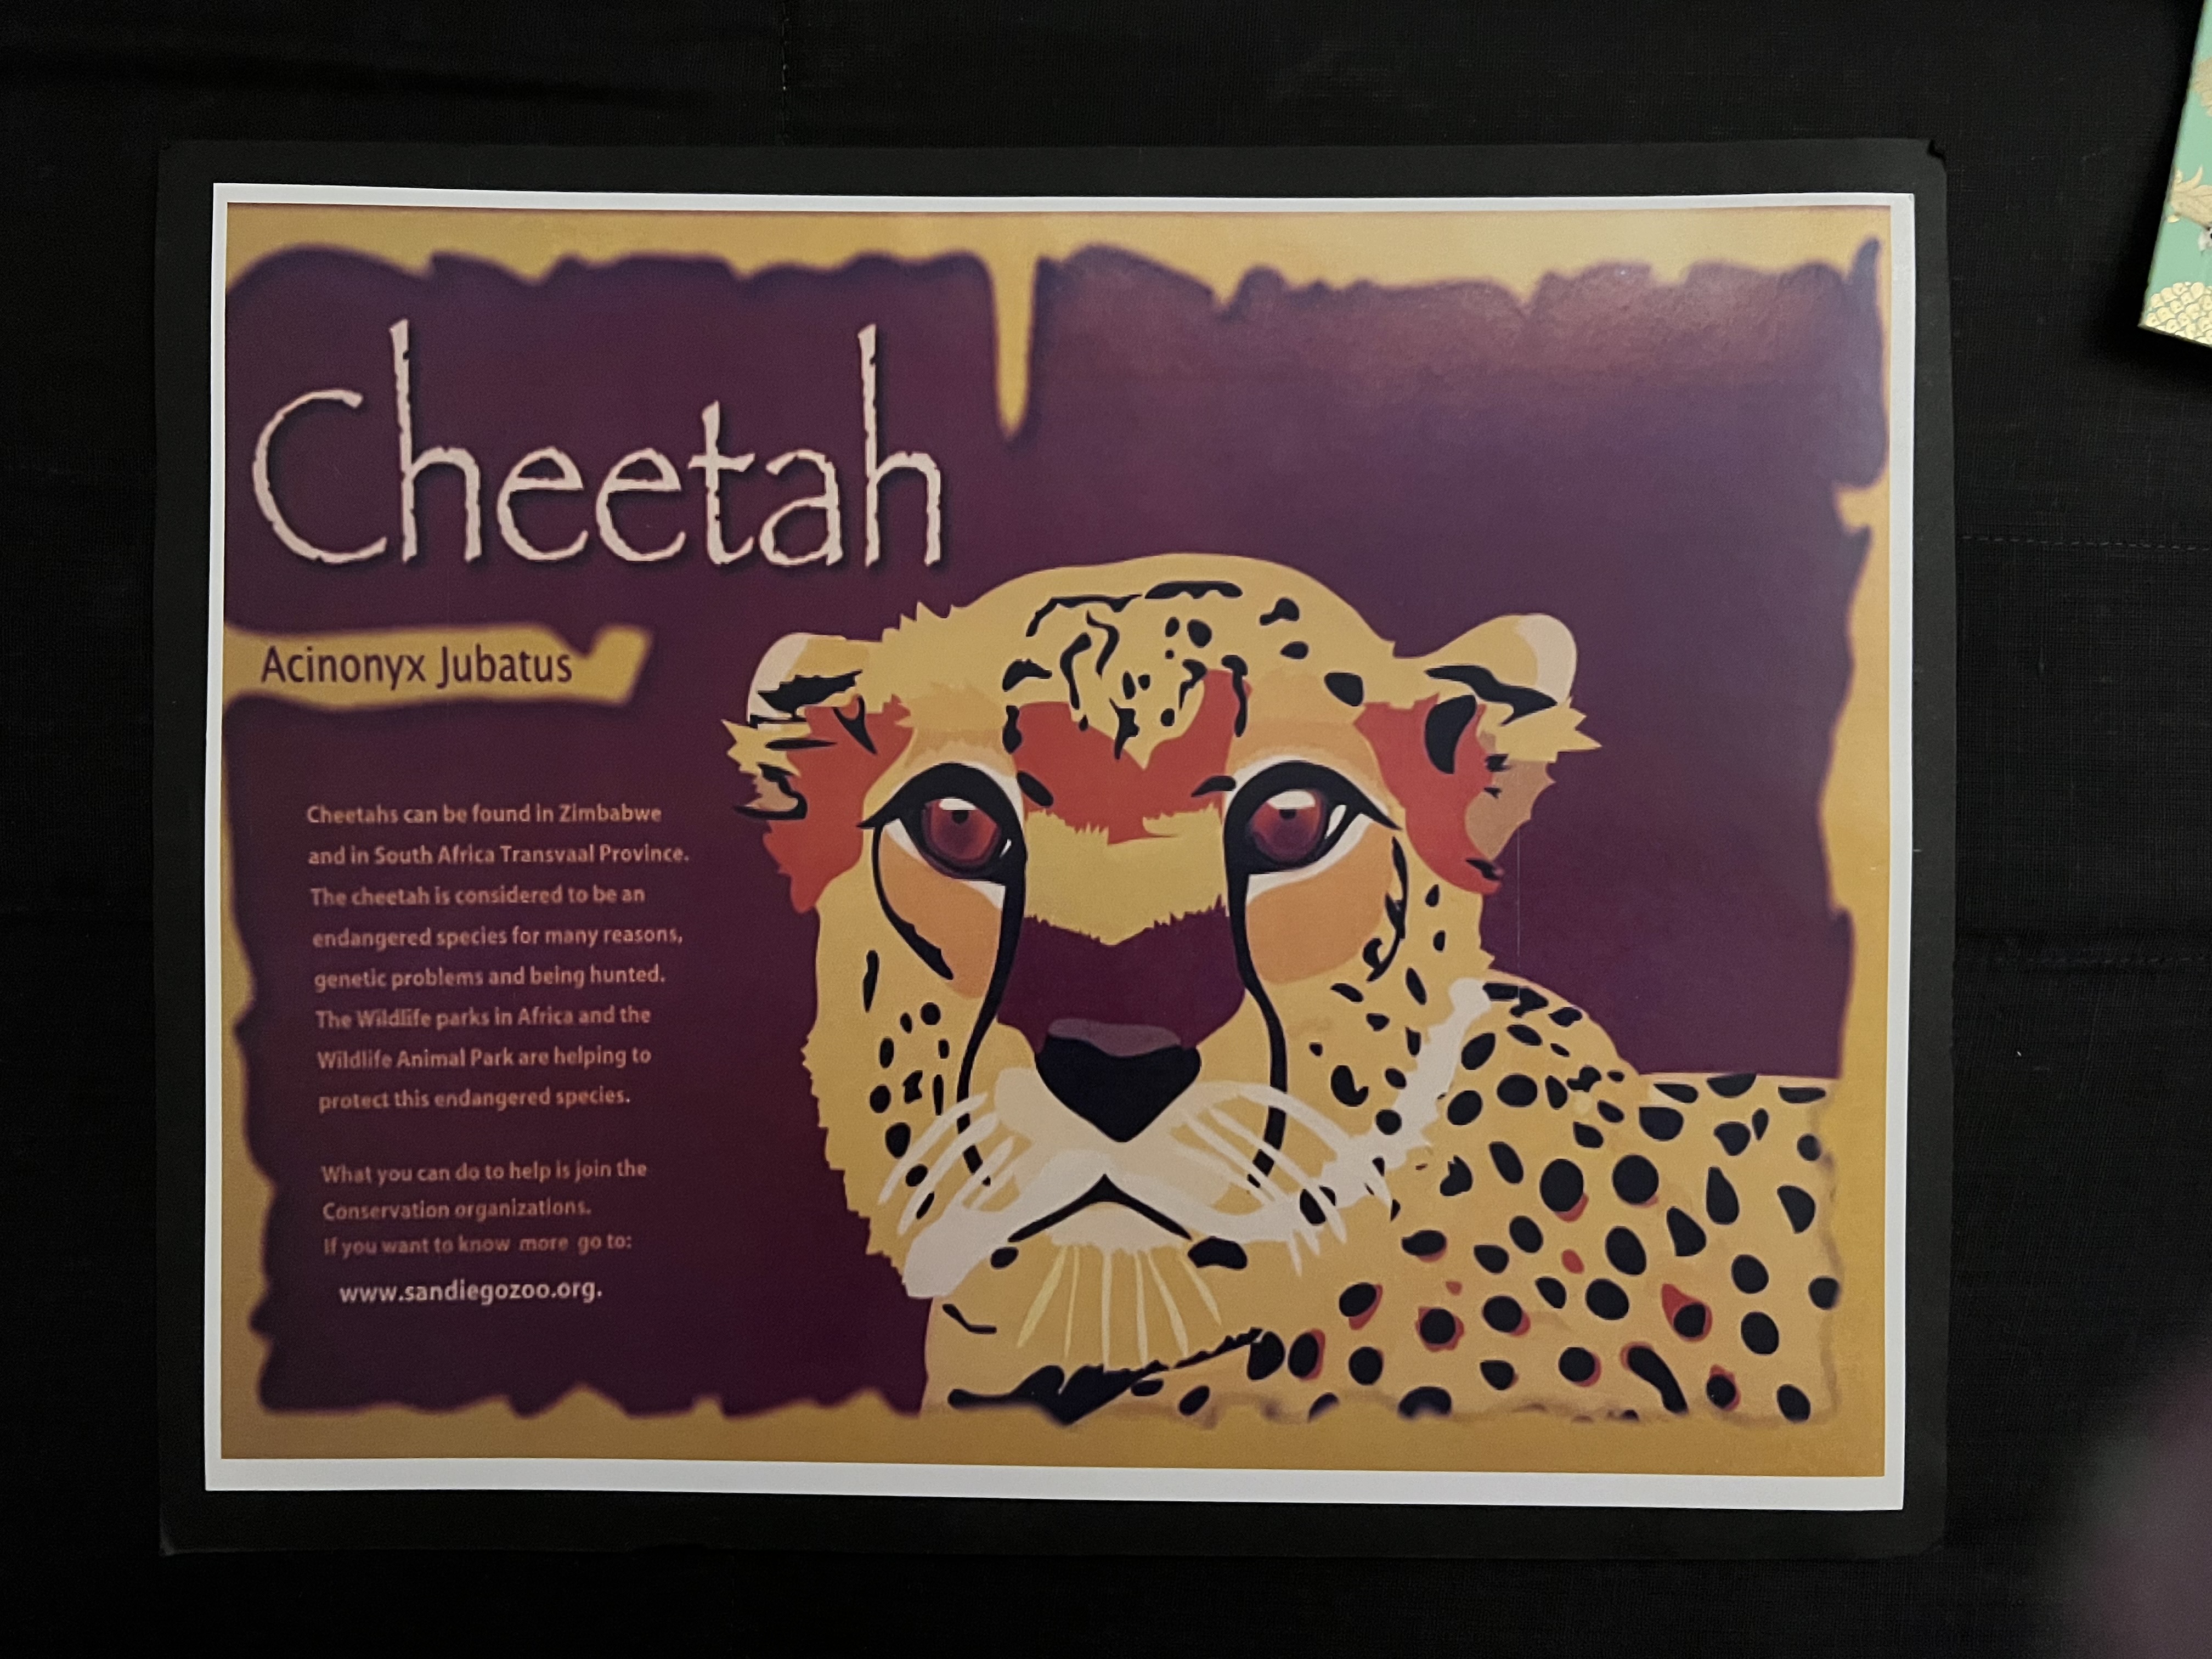 Cheetah
Acinonyx Jubatus
Cheetahs can be found in Zimbabwe
and in South Africa Transvaal Province.
The cheetah is considered to be an
endangered species for many reasons,
genetic problems and being hunted.
The Wildlife parks in Africa and the
Wildlife Animal Park are helping to
protect this endangered species.
What you can do to help is join the
Conservation organizations.
If you want to know more go to:
www.sandiegozoo.org.